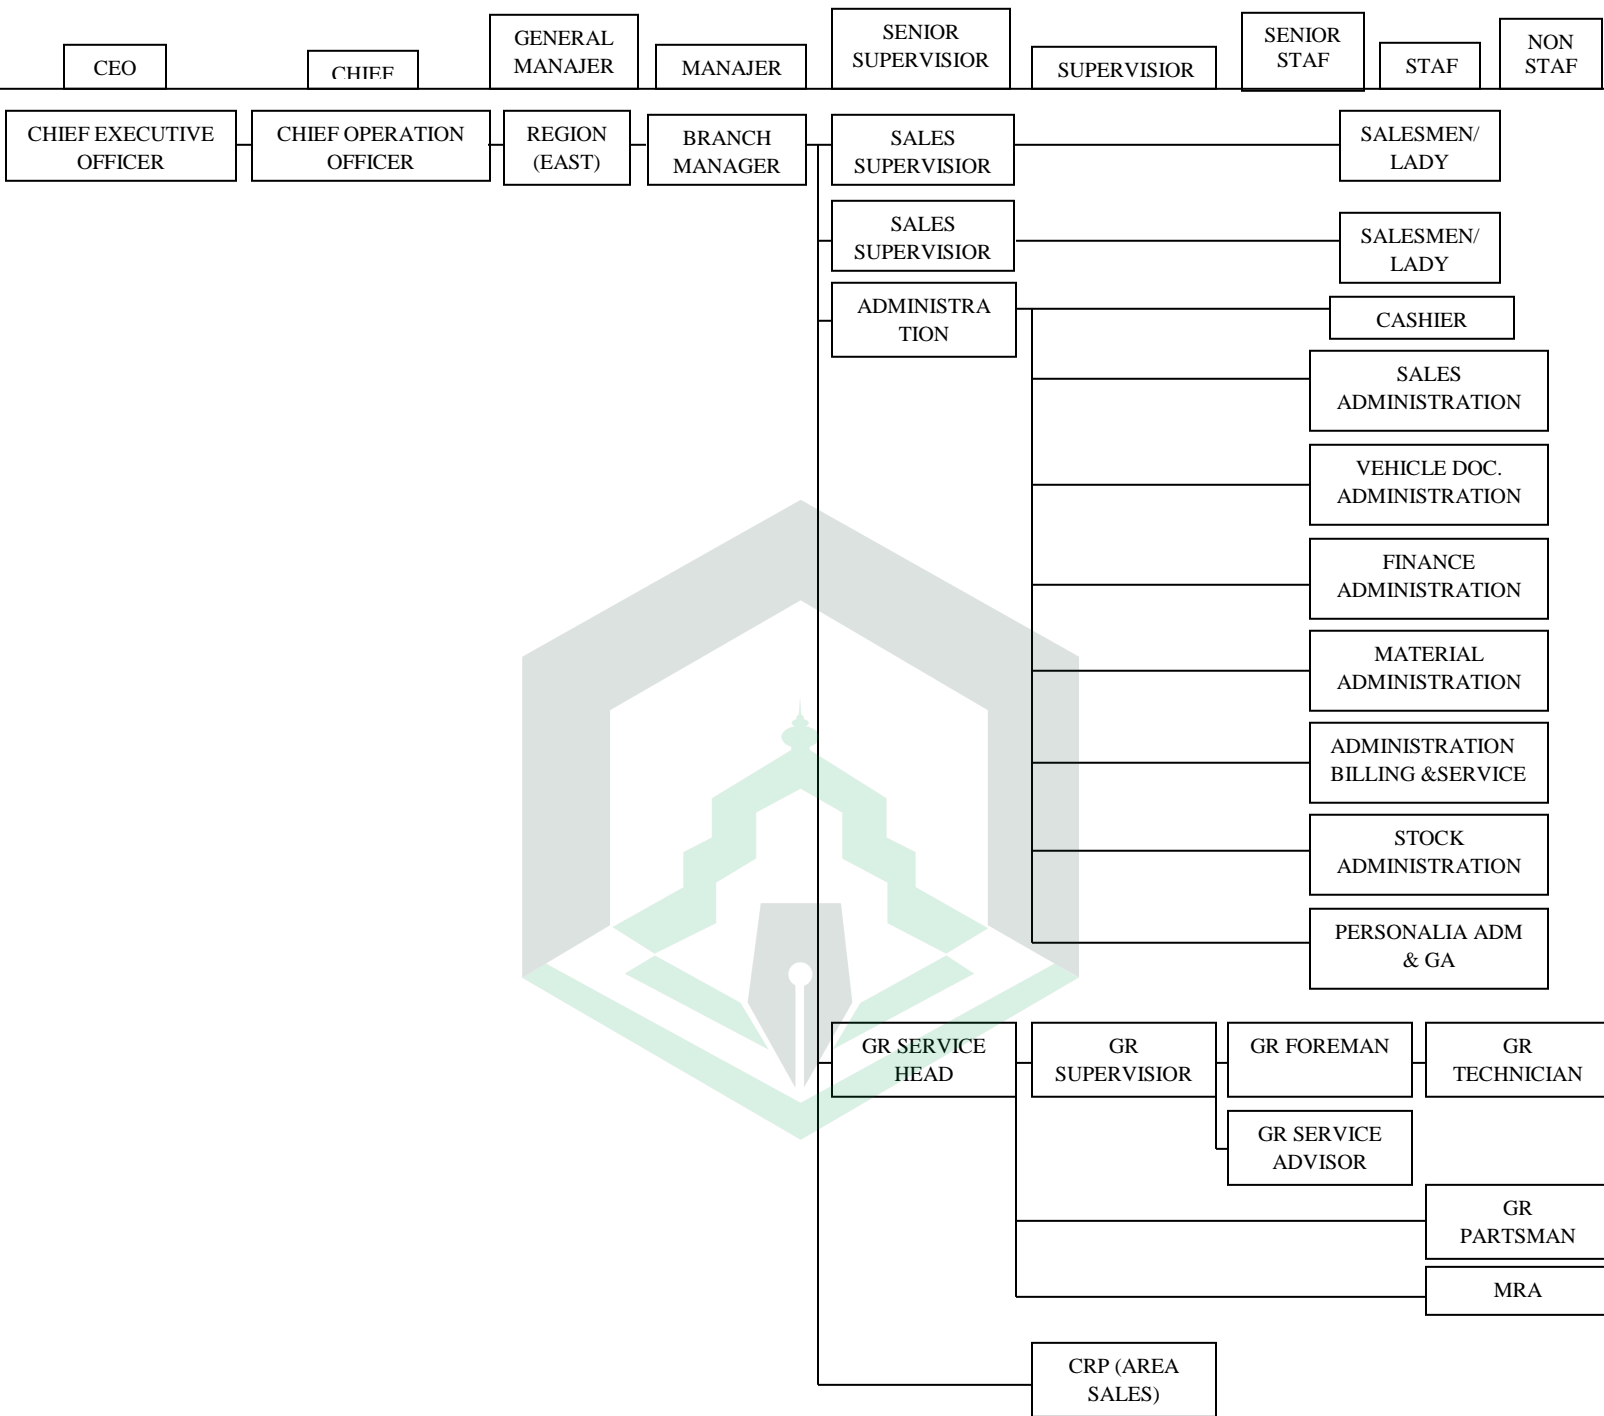 CEO
CHIEF
GENERAL
MANAJER
MANAJER
SENIOR
SUPERVISIOR
SUPERVISIOR
SENIOR
STAF
STAF
NON
STAF
CHIEF EXECUTIVE
OFFICER
CHIEF OPERATION
OFFICER
REGION
(EAST)
BRANCH
MANAGER
SALES
SUPERVISIOR
SALESMEN/
LADY
SALES
SUPERVISIOR
SALESMEN/
LADY
ADMINISTRA
TION
CASHIER
SALES
ADMINISTRATION
VEHICLE DOC.
ADMINISTRATION
FINANCE
ADMINISTRATION
MATERIAL
ADMINISTRATION
ADMINISTRATION
BILLING &SERVICE
STOCK
ADMINISTRATION
PERSONALIA ADM
& GA
GR SERVICE
HEAD
GR
SUPERVISIOR
GR FOREMAN
GR
TECHNICIAN
GR SERVICE
ADVISOR
GR
PARTSMAN
MRA
CRP (AREA
SALES)